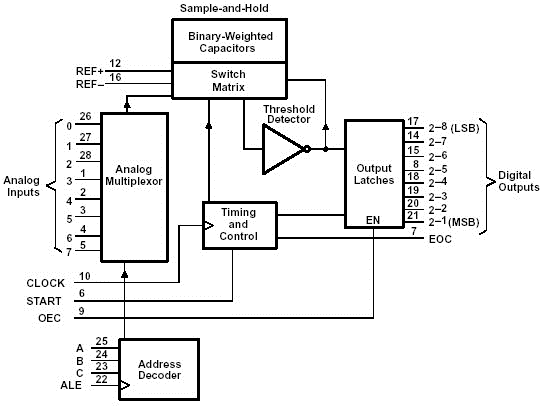 Sample-and-Hold
Binary-Weighted
Capacitors
Switch
Matrix
REF+ 12
REF– 16
Threshold
Detector
Analog
Inputs
0 26
1 27
2 28
3 1
4 2
5 3
6 4
7 5
Analog
Multiplexor
Timing
and
Control
Output
Latches
EN
17 2–8 (LSB)
14 2–7
15 2–6
8 2–5
18 2–4
19 2–3
20 2–2
21 2–1 (MSB)
7 EOC
Digital
Outputs
CLOCK 10
START 6
OEC 9
A 25
B 24
C 23
ALE 22
Address
Decoder